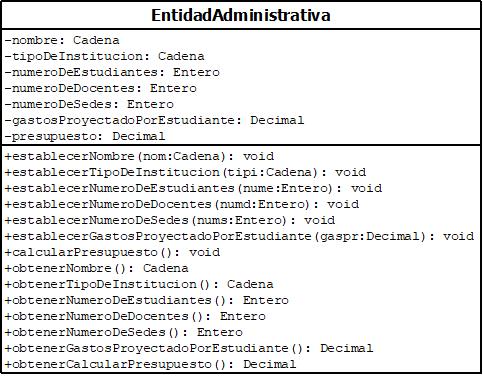 EntidadAdministrativa
-nombre: Cadena
-tipoDeInstitucion: Cadena
-numeroDeEstudiantes: Entero
-numeroDeDocentes: Entero
-numeroDeSedes: Entero
-gastosProyectadoPorEstudiante: Decimal
-presupuesto: Decimal
+establecerNombre(nom:Cadena): void
+establecerTipoDeInstitucion(tipi:Cadena): void
+establecerNumeroDeEstudiantes(nume:Entero): void
+establecerNumeroDeDocentes(numd:Entero): void
+establecerNumeroDeSedes(nums:Entero): void
+establecerGastosProyectadoPorEstudiante(gaspr:Decimal): void
+calcularPresupuesto(): void
+obtenerNombre(): Cadena
+obtenerTipoDeInstitucion(): Cadena
+obtenerNumeroDeEstudiantes(): Entero
+obtenerNumeroDeDocentes(): Entero
+obtenerNumeroDeSedes(): Entero
+obtenerGastosProyectadoPorEstudiante(): Decimal
+obtenerCalcularPresupuesto(): Decimal